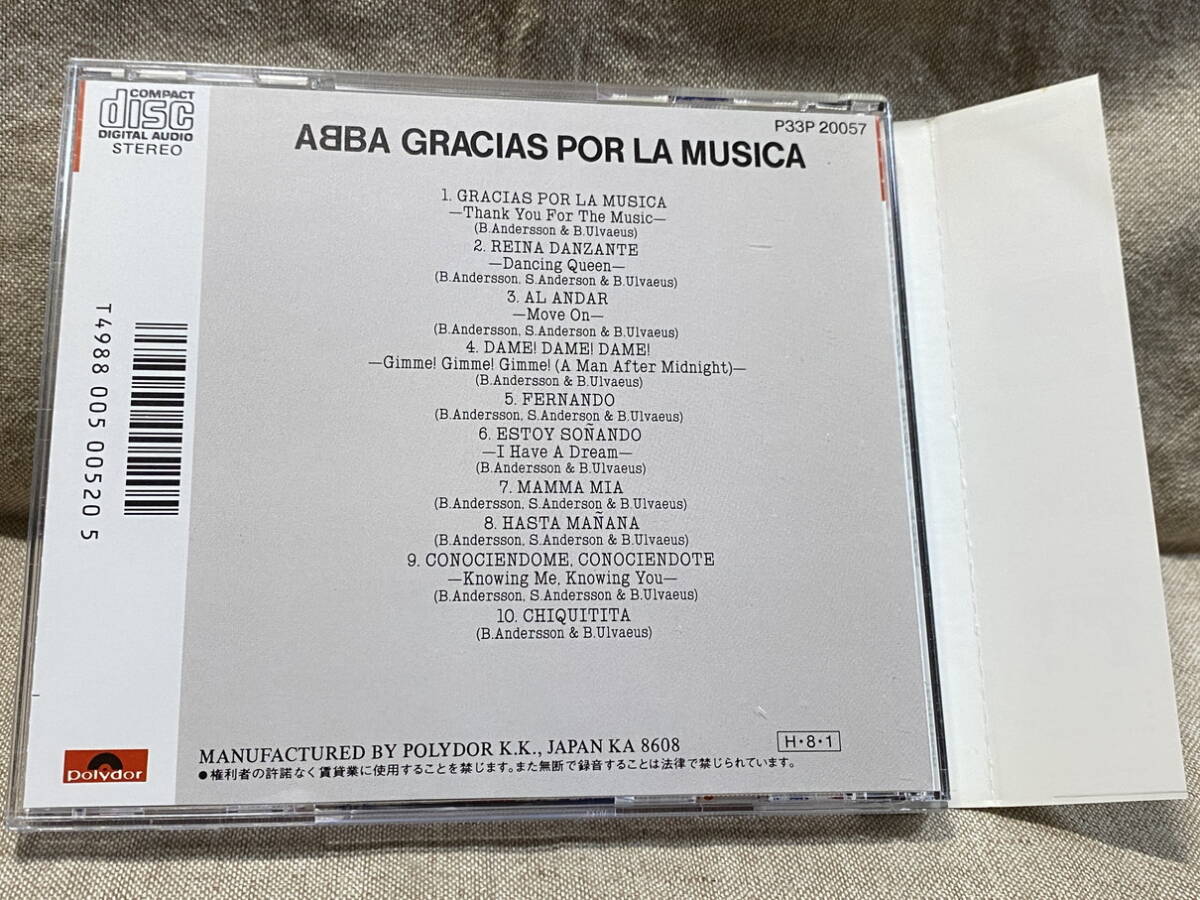 COMPACT
disc
DIGITAL AUDIO
STEREO
P33P 20057
ABBA GRACIAS POR LA MUSICA
1. GRACIAS POR LA MUSICA
—Thank You For The Music—
(B.Andersson & B.Ulvaeus)
2. REINA DANZANTE
—Dancing Queen—
(B.Andersson, S.Anderson & B.Ulvaeus)
3. AL ANDAR
—Move On—
(B.Andersson, S.Andersson & B.Ulvaeus)
4. DAME! DAME! DAME!
—Gimme! Gimme! Gimme! (A Man After Midnight)—
(B.Andersson & B.Ulvaeus)
5. FERNANDO
(B.Andersson, S.Anderson & B.Ulvaeus)
6. ESTOY SOÑANDO
—I Have A Dream—
(B.Andersson & B.Ulvaeus)
7. MAMMA MIA
(B.Andersson, S.Anderson & B.Ulvaeus)
8. HASTA MAÑANA
(B.Andersson, S.Anderson & B.Ulvaeus)
9. CONOCIENDOME, CONOCIENDOTE
—Knowing Me, Knowing You—
(B.Andersson, S.Andersson & B.Ulvaeus)
10. CHIQUITITA
(B.Andersson & B.Ulvaeus)
T4988 005 00520 5
Polydor
MANUFACTURED BY POLYDOR K.K., JAPAN KA 8608
H・8・1
●権利者の許諾なく賃貸業に使用することを禁じます。また無断で録音することは法律で禁じられています。